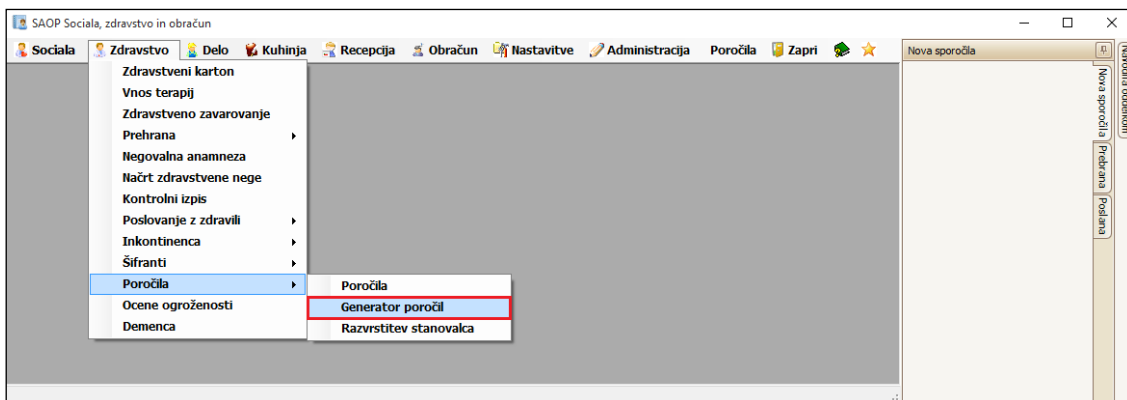 SAOP Sociala, zdravstvo in obračun
Sociala Zdravstvo Delo Kuhinja Recepcija Obračun Nastavitve Administracija Poročila Zapri
Zdravstveni karton
Vnos terapij
Zdravstveno zavarovanje
Prehrana
Negovalna anamneza
Načrt zdravstvene nege
Kontrolni izpis
Poslovanje z zdravili
Inkontinenca
Šifranti
Poročila
Ocene ogroženosti
Demenca
Poročila
Generator poročil
Razvrstitev stanovalca
Nova sporočila
Nova sporočila
Prebrana
Poslana